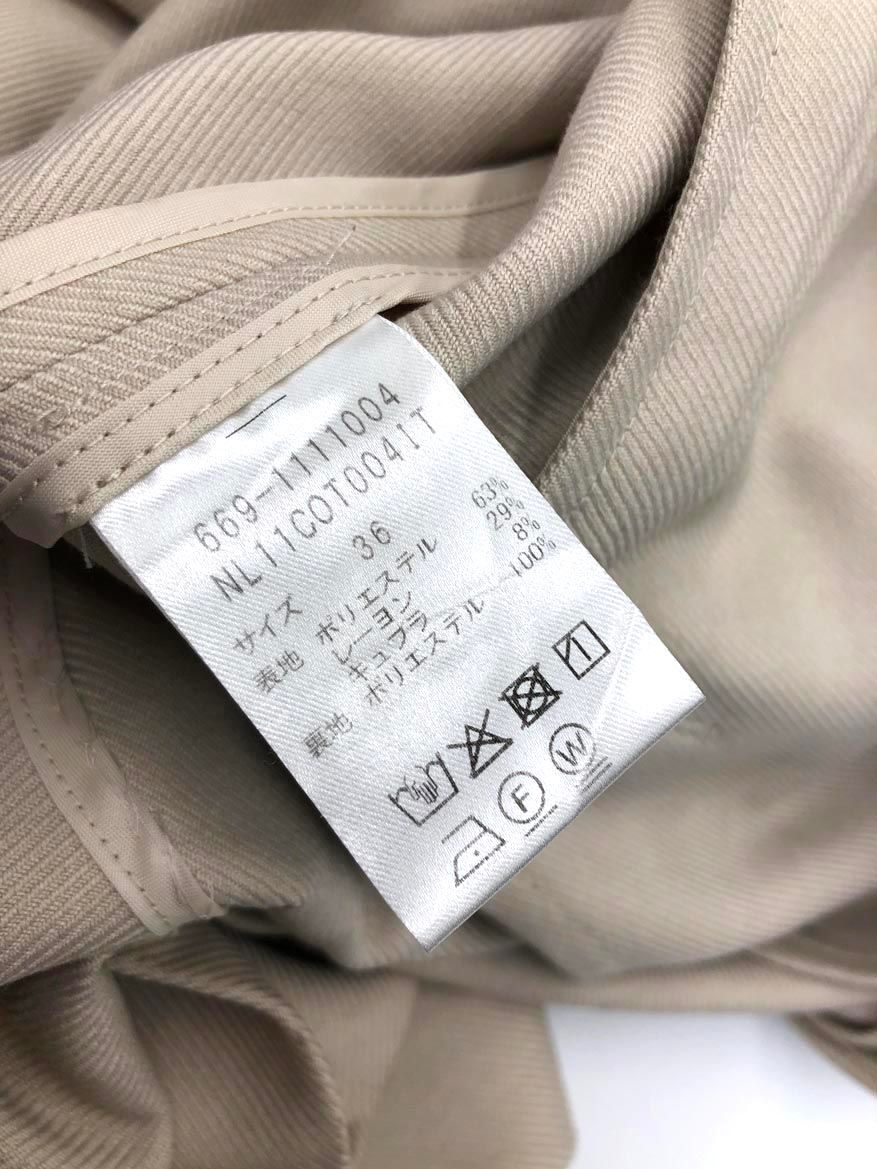 669-1111004
NL11COT004IT
サイズ 36
表地 ポリエステル 63%
レーヨン 29%
キュプラ 8%
裏地 ポリエステル 100%
F W